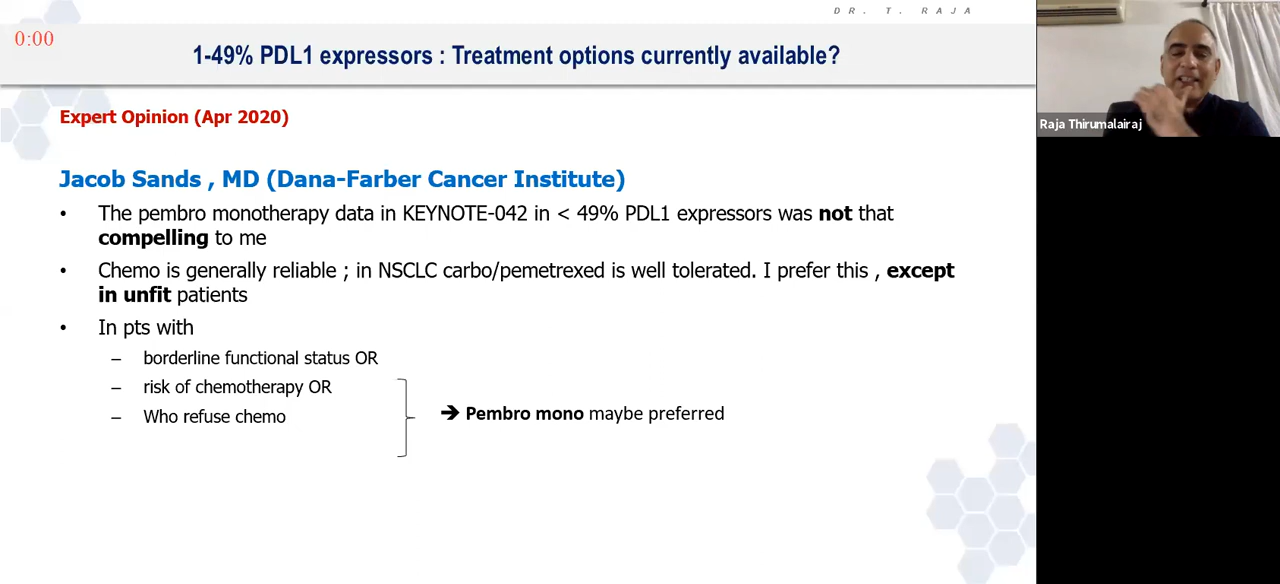 DR. T. RAJA
0:00
1-49% PDL1 expressors : Treatment options currently available?
Expert Opinion (Apr 2020)
Jacob Sands , MD (Dana-Farber Cancer Institute)
• The pembro monotherapy data in KEYNOTE-042 in < 49% PDL1 expressors was not that
compelling to me
• Chemo is generally reliable ; in NSCLC carbo/pemetrexed is well tolerated. I prefer this , except
in unfit patients
• In pts with
– borderline functional status OR
– risk of chemotherapy OR
– Who refuse chemo
➔ Pembro mono maybe preferred
Raja Thirumalairaj